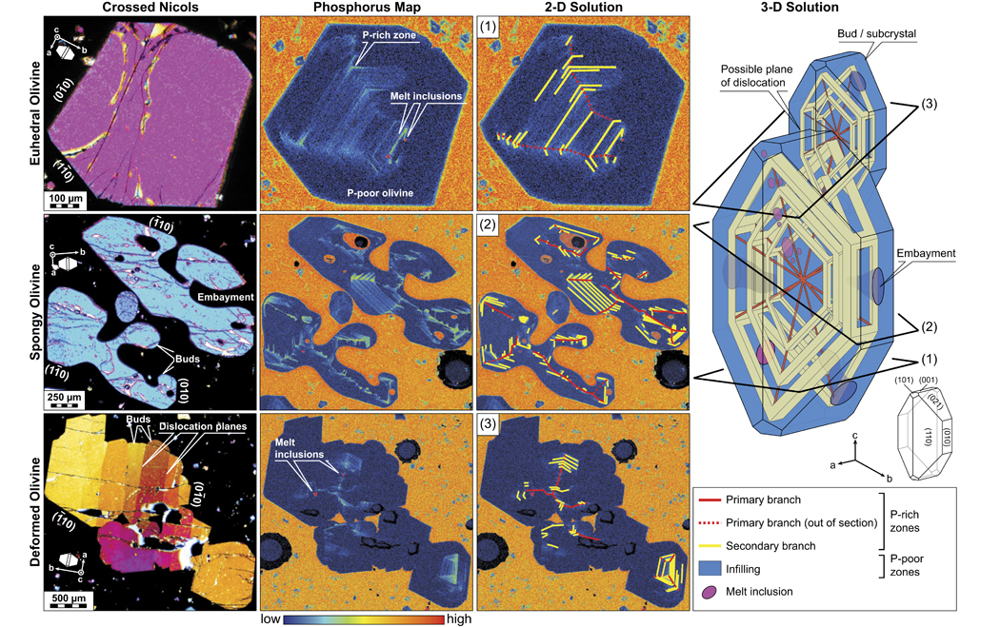 Crossed Nicols
Phosphorus Map
2-D Solution
3-D Solution
Euhedral Olivine
c
a
b
(01̄0)
(11̄0)
100 µm
P-rich zone
Melt inclusions
P-poor olivine
(1)
Spongy Olivine
c
b
a
(1̄10)
Embayment
Buds
(11̄0)
(010)
250 µm
(2)
Deformed Olivine
Buds
Dislocation planes
(01̄0)
(1̄10)
a
b
c
500 µm
Melt
inclusions
(3)
low
high
Bud / subcrystal
Possible plane
of dislocation
(3)
Embayment
(2)
(1)
(101)
(001)
(021)
(110)
(010)
c
a
b
Primary branch
Primary branch (out of section)
Secondary branch
Infilling
Melt inclusion
P-rich
zones
P-poor
zones